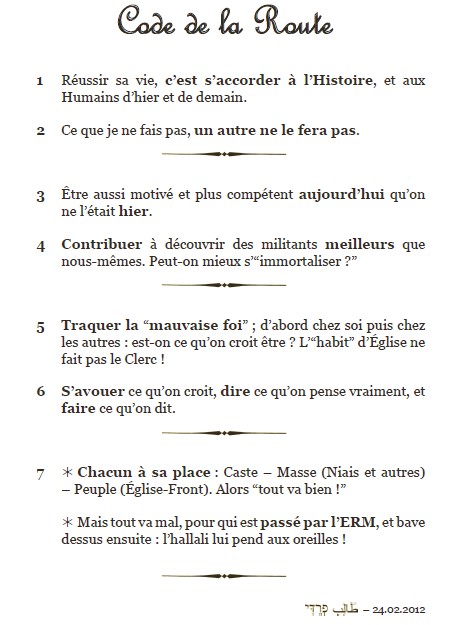 Code de la Route
1 Réussir sa vie, c'est s'accorder à l'Histoire, et aux
Humains d'hier et de demain.
2 Ce que je ne fais pas, un autre ne le fera pas.
3 Être aussi motivé et plus compétent aujourd'hui qu'on
ne l'était hier.
4 Contribuer à découvrir des militants meilleurs que
nous-mêmes. Peut-on mieux s'“immortaliser ?”
5 Traquer la “mauvaise foi” ; d'abord chez soi puis chez
les autres : est-on ce qu'on croit être ? L'“habit” d'Église ne
fait pas le Clerc !
6 S'avouer ce qu'on croit, dire ce qu'on pense vraiment, et
faire ce qu'on dit.
7 ✳ Chacun à sa place : Caste – Masse (Niais et autres)
– Peuple (Église-Front). Alors “tout va bien !”
✳ Mais tout va mal, pour qui est passé par l'ERM, et bave
dessus ensuite : l'hallali lui pend aux oreilles !
– 24.02.2012